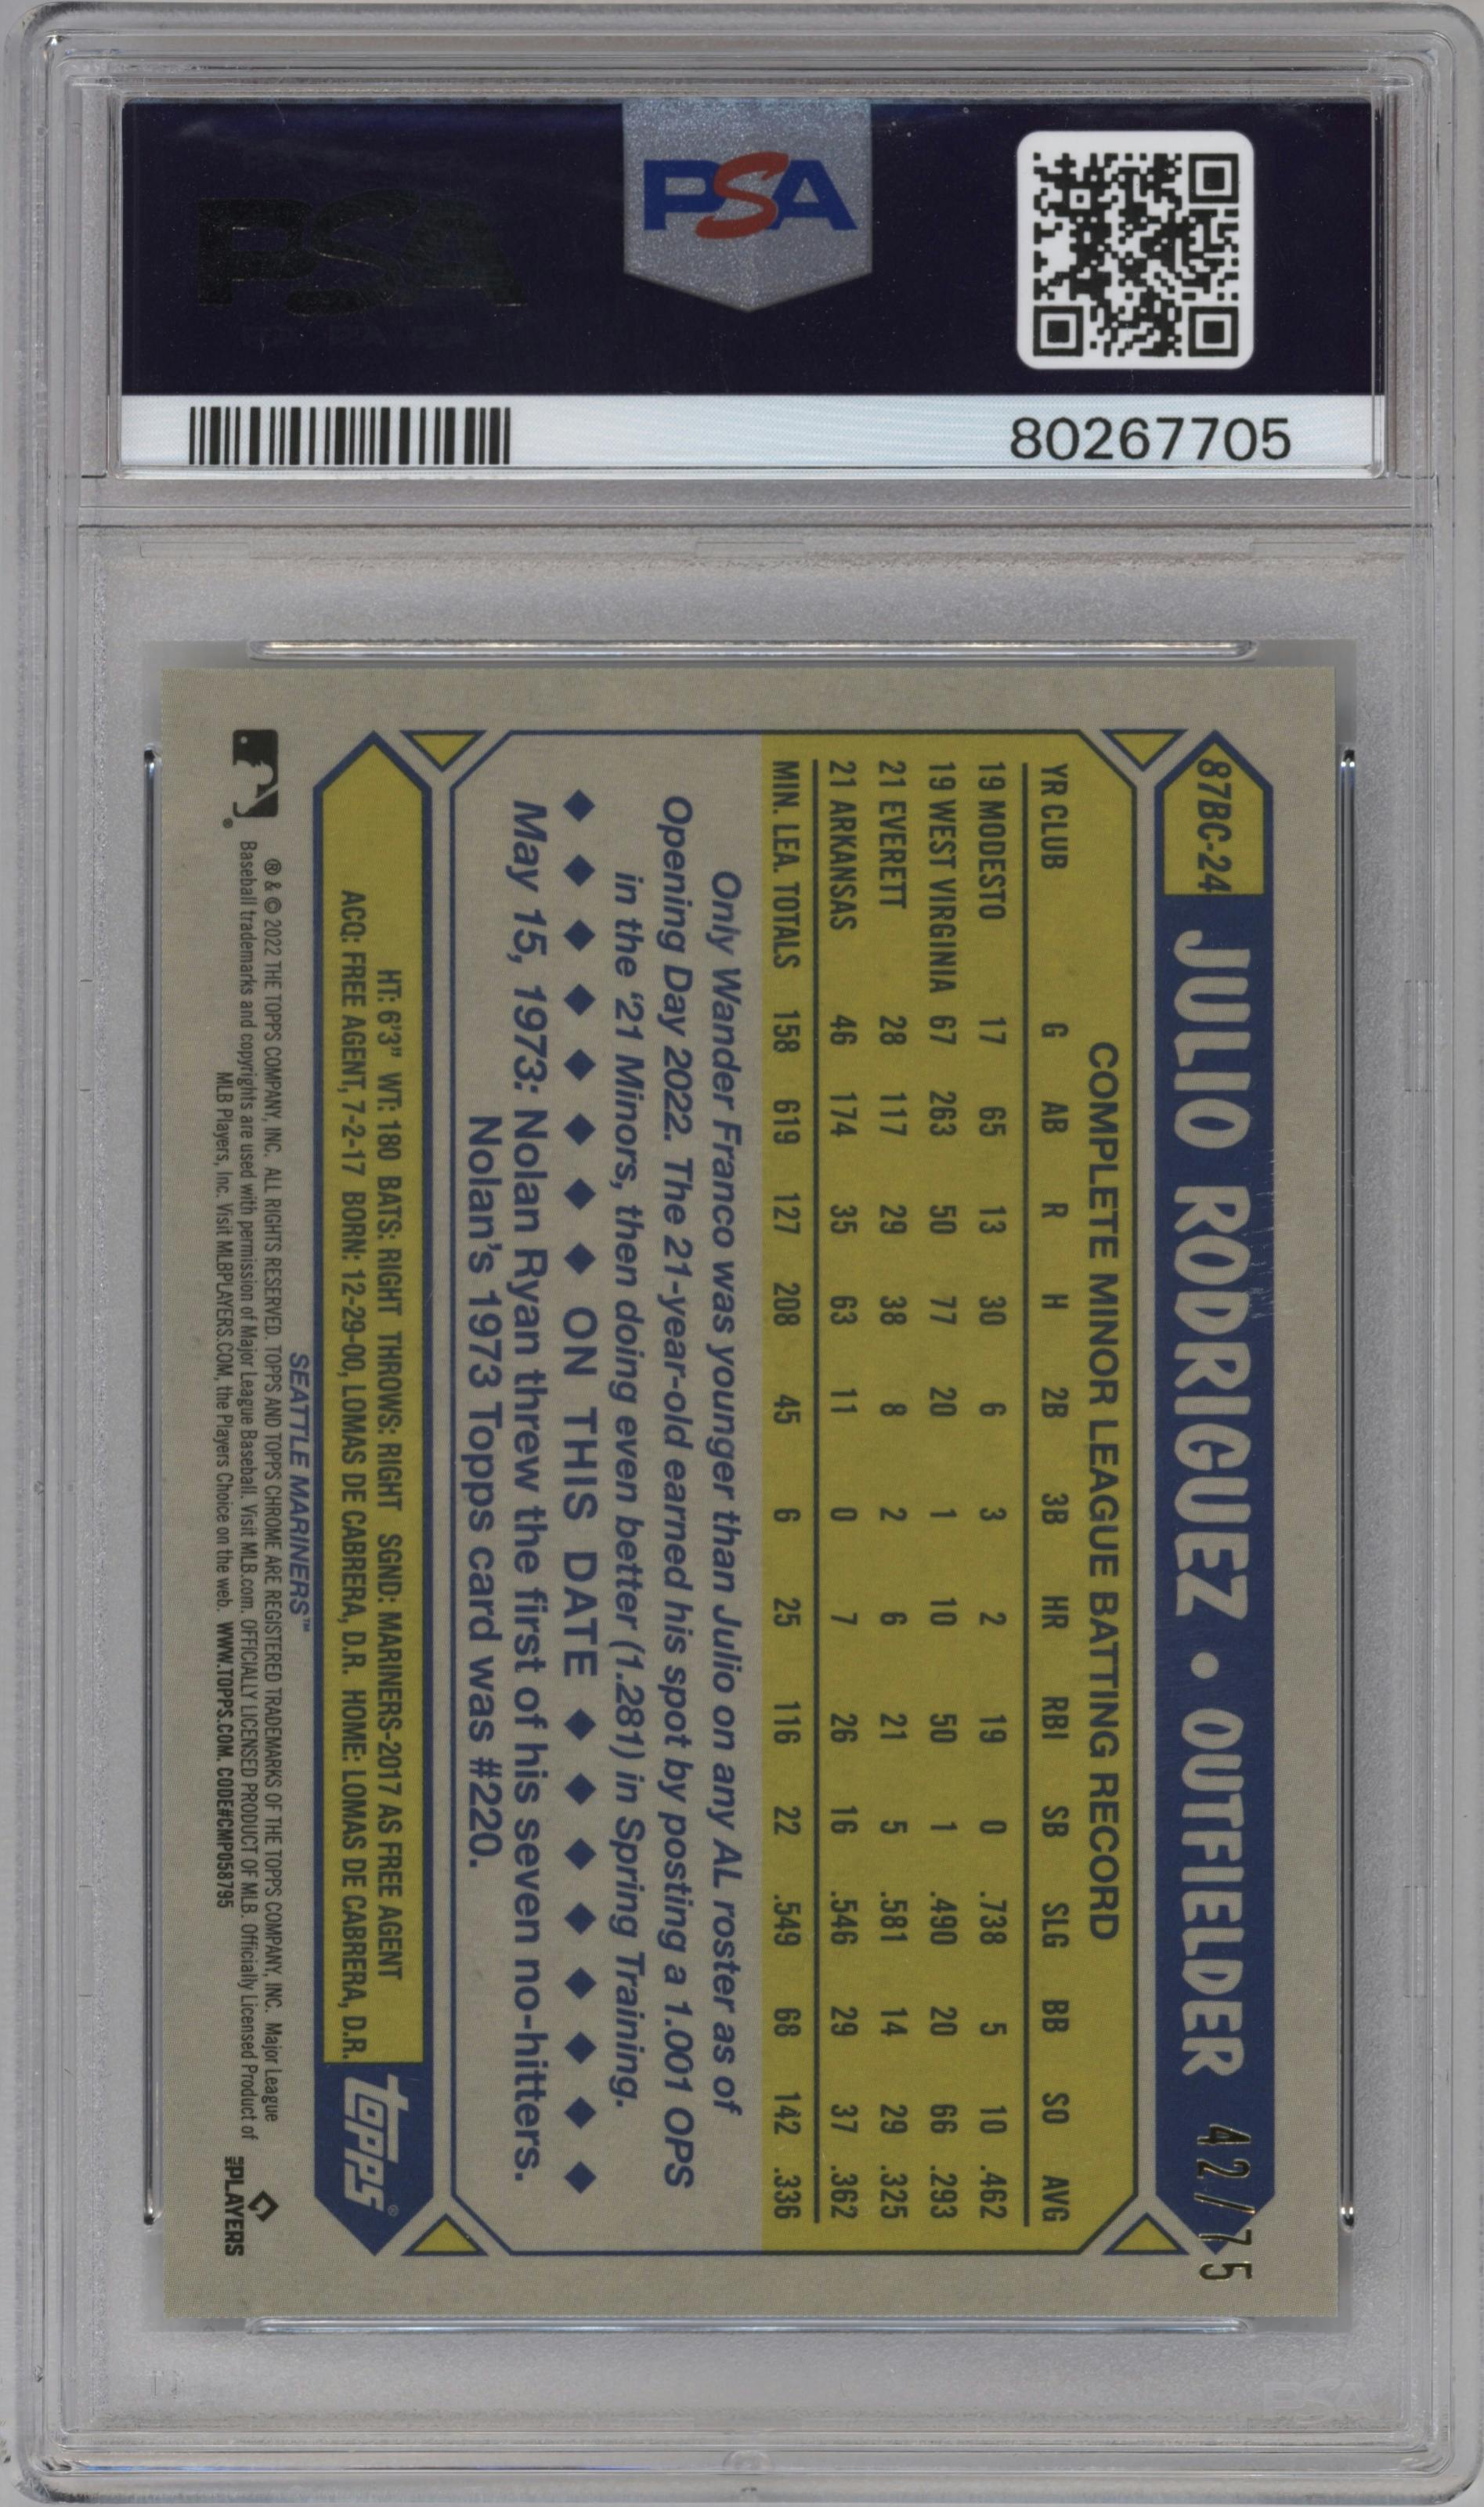 PSA
PSA
80267705
87BC-24 JULIO RODRIGUEZ • OUTFIELDER 42/75
COMPLETE MINOR LEAGUE BATTING RECORD
YR CLUB G AB R H 2B 3B HR RBI SB SLG BB SO AVG
19 MODESTO 17 65 13 30 6 3 2 19 0 .738 5 10 .462
19 WEST VIRGINIA 67 263 50 77 20 1 10 50 1 .490 20 66 .293
21 EVERETT 28 117 29 38 8 2 6 21 5 .581 14 29 .325
21 ARKANSAS 46 174 35 63 11 0 7 26 16 .546 29 37 .362
MIN. LEA. TOTALS 158 619 127 208 45 6 25 116 22 .549 68 142 .336
Only Wander Franco was younger than Julio on any AL roster as of
Opening Day 2022. The 21-year-old earned his spot by posting a 1.001 OPS
in the ‘21 Minors, then doing even better (1.281) in Spring Training.
◆ ◆ ◆ ◆ ◆ ◆ ◆ ◆ ON THIS DATE ◆ ◆ ◆ ◆ ◆ ◆ ◆ ◆
May 15, 1973: Nolan Ryan threw the first of his seven no-hitters.
Nolan’s 1973 Topps card was #220.
HT: 6’3” WT: 180 BATS: RIGHT THROWS: RIGHT SGND: MARINERS-2017 AS FREE AGENT
ACQ: FREE AGENT, 7-2-17 BORN: 12-29-00, LOMAS DE CABRERA, D.R. HOME: LOMAS DE CABRERA, D.R.
topps®
SEATTLE MARINERS™
® & © 2022 THE TOPPS COMPANY, INC. ALL RIGHTS RESERVED. TOPPS AND TOPPS CHROME ARE REGISTERED TRADEMARKS OF THE TOPPS COMPANY, INC. Major League
Baseball trademarks and copyrights are used with permission of Major League Baseball. Visit MLB.com. OFFICIALLY LICENSED PRODUCT OF MLB. Officially Licensed Product of
MLB Players, Inc. Visit MLBPLAYERS.COM, the Players Choice on the web. WWW.TOPPS.COM. CODE#CMP058795
MLBPLAYERS
PSA